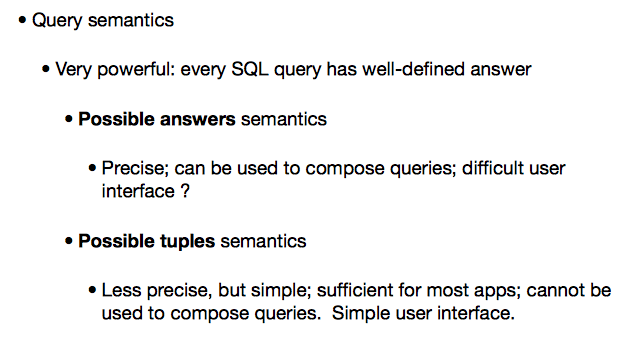 • Query semantics
• Very powerful: every SQL query has well-defined answer
• Possible answers semantics
• Precise; can be used to compose queries; difficult user
interface ?
• Possible tuples semantics
• Less precise, but simple; sufficient for most apps; cannot be
used to compose queries.  Simple user interface.